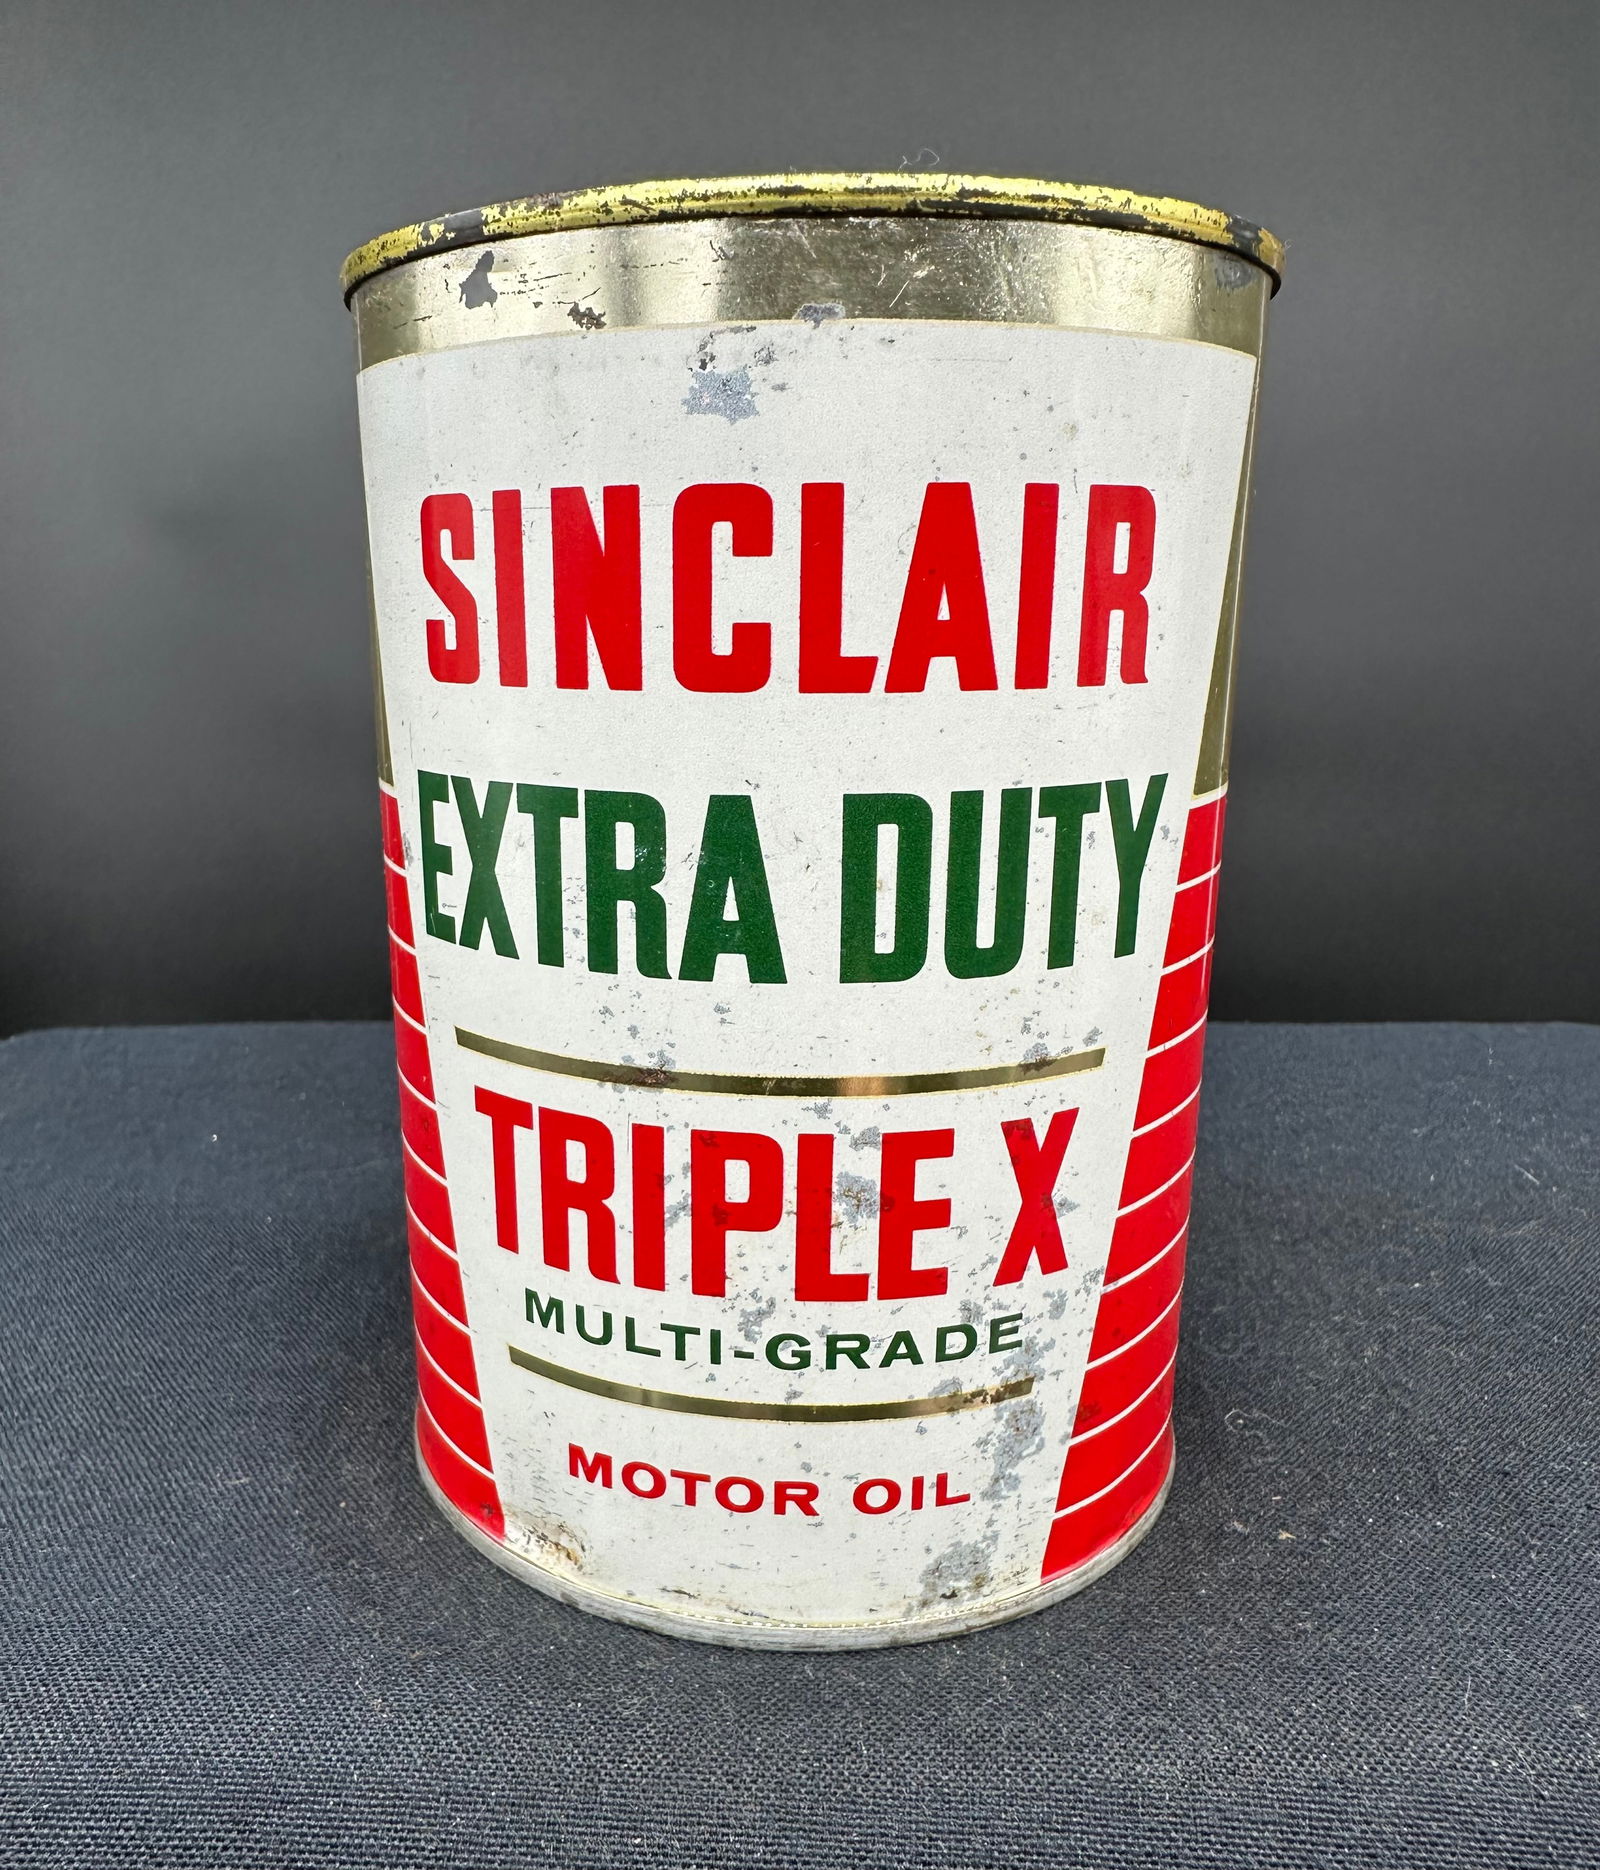 SINCLAIR
EXTRA DUTY
TRIPLE X
MULTI-GRADE
MOTOR OIL